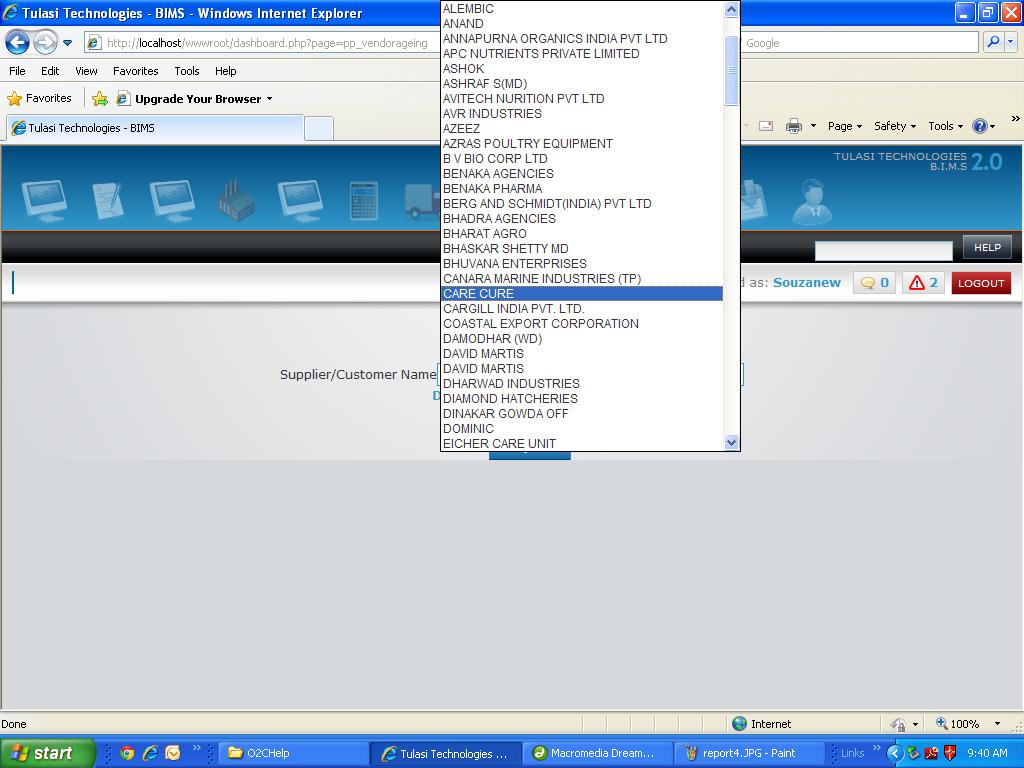 Tulasi Technologies - BIMS - Windows Internet Explorer
http://localhost/wwwroot/dashboard.php?page=pp_vendorageing
Google
File Edit View Favorites Tools Help
Favorites Upgrade Your Browser
Tulasi Technologies - BIMS
Page Safety Tools
TULASI TECHNOLOGIES
B.I.M.S 2.0
HELP
d as: Souzanew 0 2 LOGOUT
Supplier/Customer Name
D
ALEMBIC
ANAND
ANNAPURNA ORGANICS INDIA PVT LTD
APC NUTRIENTS PRIVATE LIMITED
ASHOK
ASHRAF S(MD)
AVITECH NURITION PVT LTD
AVR INDUSTRIES
AZEEZ
AZRAS POULTRY EQUIPMENT
B V BIO CORP LTD
BENAKA AGENCIES
BENAKA PHARMA
BERG AND SCHMIDT(INDIA) PVT LTD
BHADRA AGENCIES
BHARAT AGRO
BHASKAR SHETTY MD
BHUVANA ENTERPRISES
CANARA MARINE INDUSTRIES (TP)
CARE CURE
CARGILL INDIA PVT. LTD.
COASTAL EXPORT CORPORATION
DAMODHAR (WD)
DAVID MARTIS
DAVID MARTIS
DHARWAD INDUSTRIES
DIAMOND HATCHERIES
DINAKAR GOWDA OFF
DOMINIC
EICHER CARE UNIT
Done Internet 100%
start O2CHelp Tulasi Technologies ... Macromedia Dream... report4.JPG - Paint Links 9:40 AM